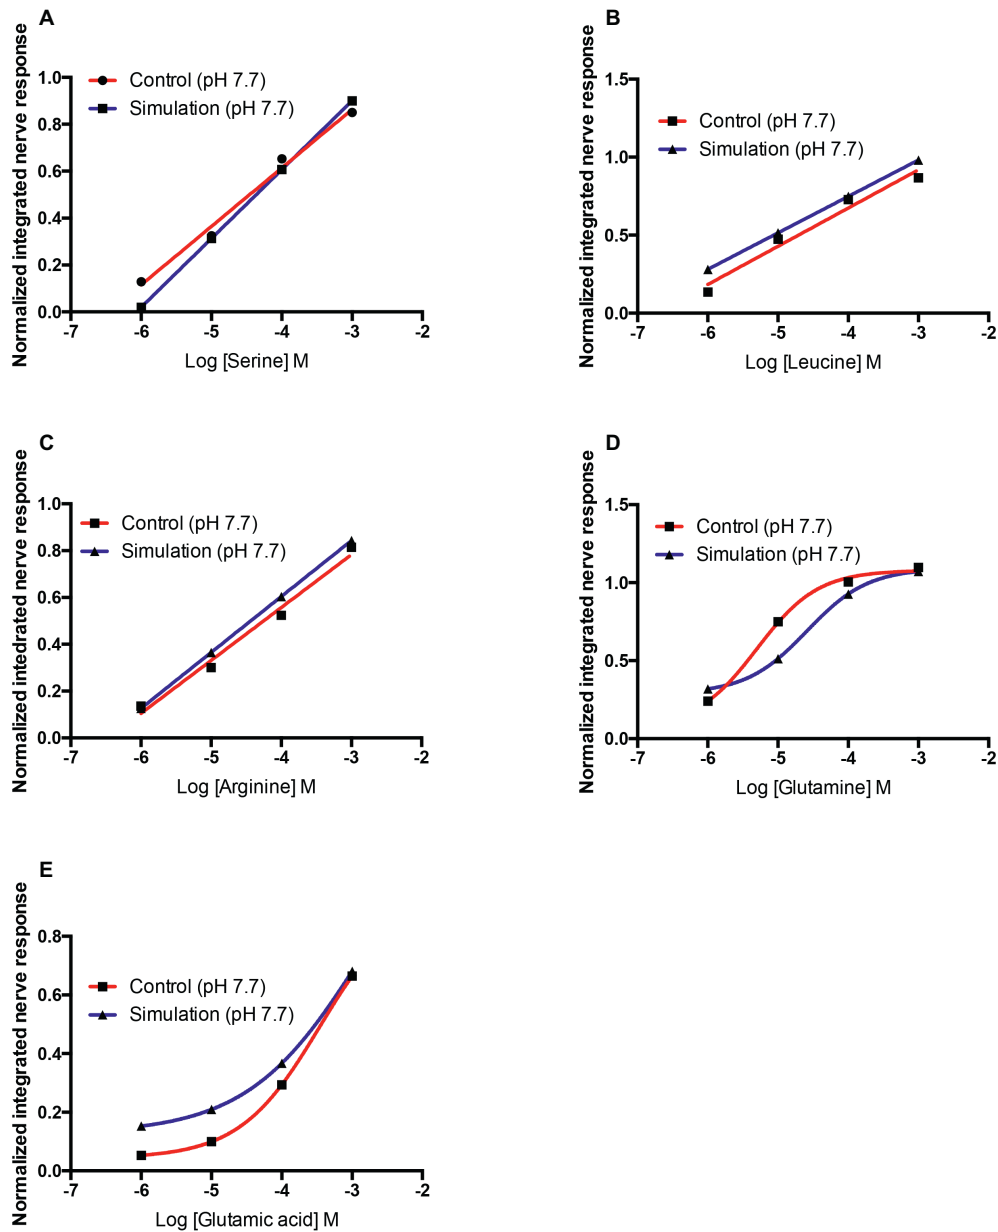 A
Normalized integrated nerve response
1.0
0.8
0.6
0.4
0.2
0.0
Control (pH 7.7)
Simulation (pH 7.7)
-7 -6 -5 -4 -3 -2
Log [Serine] M
B
Normalized integrated nerve response
1.5
1.0
0.5
0.0
Control (pH 7.7)
Simulation (pH 7.7)
-7 -6 -5 -4 -3 -2
Log [Leucine] M
C
Normalized intedrated nerve response
1.0
0.8
0.6
0.4
0.2
0.0
Control (pH 7.7)
Simulation (pH 7.7)
-7 -6 -5 -4 -3 -2
Log [Arginine] M
D
Normalized integrated nerve response
1.5
1.0
0.5
0.0
Control (pH 7.7)
Simulation (pH 7.7)
-7 -6 -5 -4 -3 -2
Log [Glutamine] M
E
Normalized integrated nerve response
0.8
0.6
0.4
0.2
0.0
Control (pH 7.7)
Simulation (pH 7.7)
-7 -6 -5 -4 -3 -2
Log [Glutamic acid] M